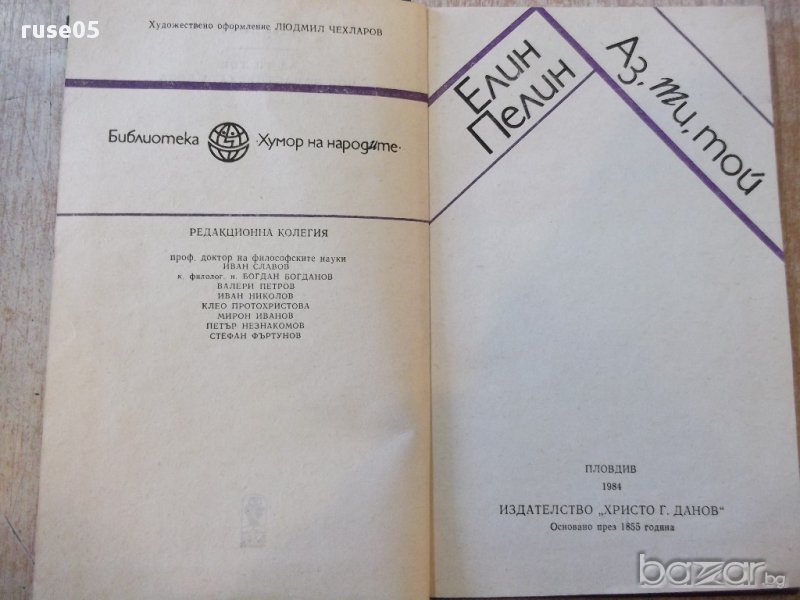 ruse05
Художествено оформление ЛЮДМИЛ ЧЕХЛАРОВ
Библиотека ·Хумор на народите·
РЕДАКЦИОННА КОЛЕГИЯ
проф. доктор на философските науки
ИВАН СЛАВОВ
к. филолог. н. БОГДАН БОГДАНОВ
ВАЛЕРИ ПЕТРОВ
ИВАН НИКОЛОВ
КЛЕО ПРОТОХРИСТОВА
МИРОН ИВАНОВ
ПЕТЪР НЕЗНАКОМОВ
СТЕФАН ФЪРТУНОВ
Елин
Пелин
Аз, ти, той
ПЛОВДИВ
1984
ИЗДАТЕЛСТВО „ХРИСТО Г. ДАНОВ“
Основано през 1855 година
bazar.bg